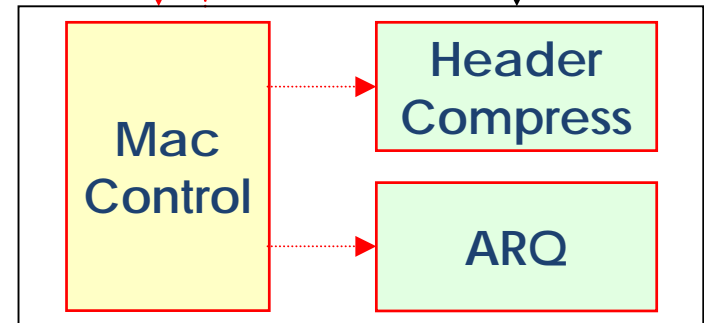 Mac
Control
Header
Compress
ARQ